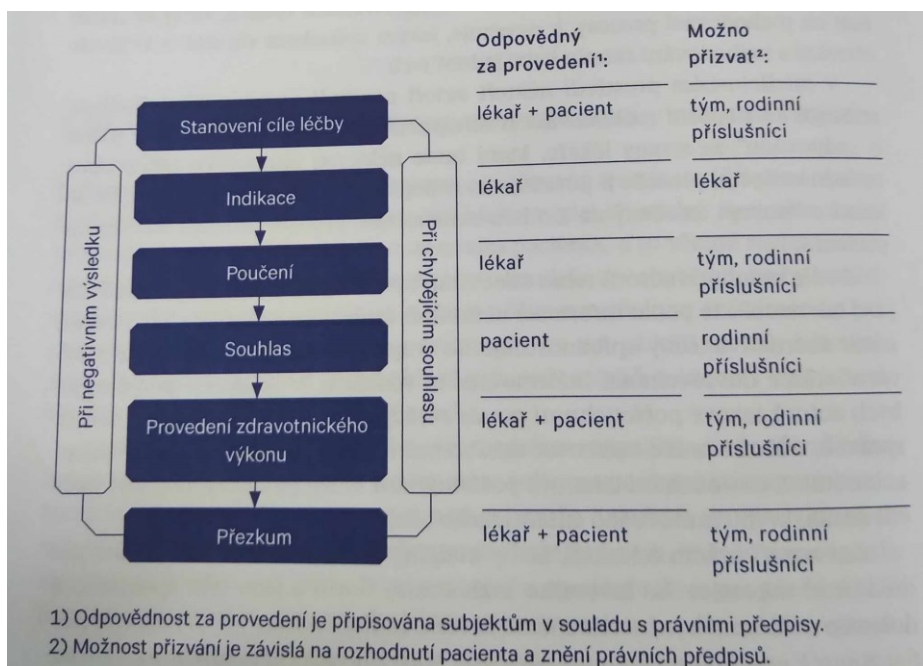 Odpovědný
za provedení¹:
Možno
přizvat²:
Stanovení cíle léčby
lékař + pacient
tým, rodinní
příslušníci
Indikace
lékař
lékař
Poučení
lékař
tým, rodinní
příslušníci
Souhlas
pacient
rodinní
příslušníci
Provedení zdravotnického
výkonu
lékař + pacient
tým, rodinní
příslušníci
Přezkum
lékař + pacient
tým, rodinní
příslušníci
Při negativním výsledku
Při chybějícím souhlasu
1) Odpovědnost za provedení je připisována subjektům v souladu s právními předpisy.
2) Možnost přizvání je závislá na rozhodnutí pacienta a znění právních předpisů.